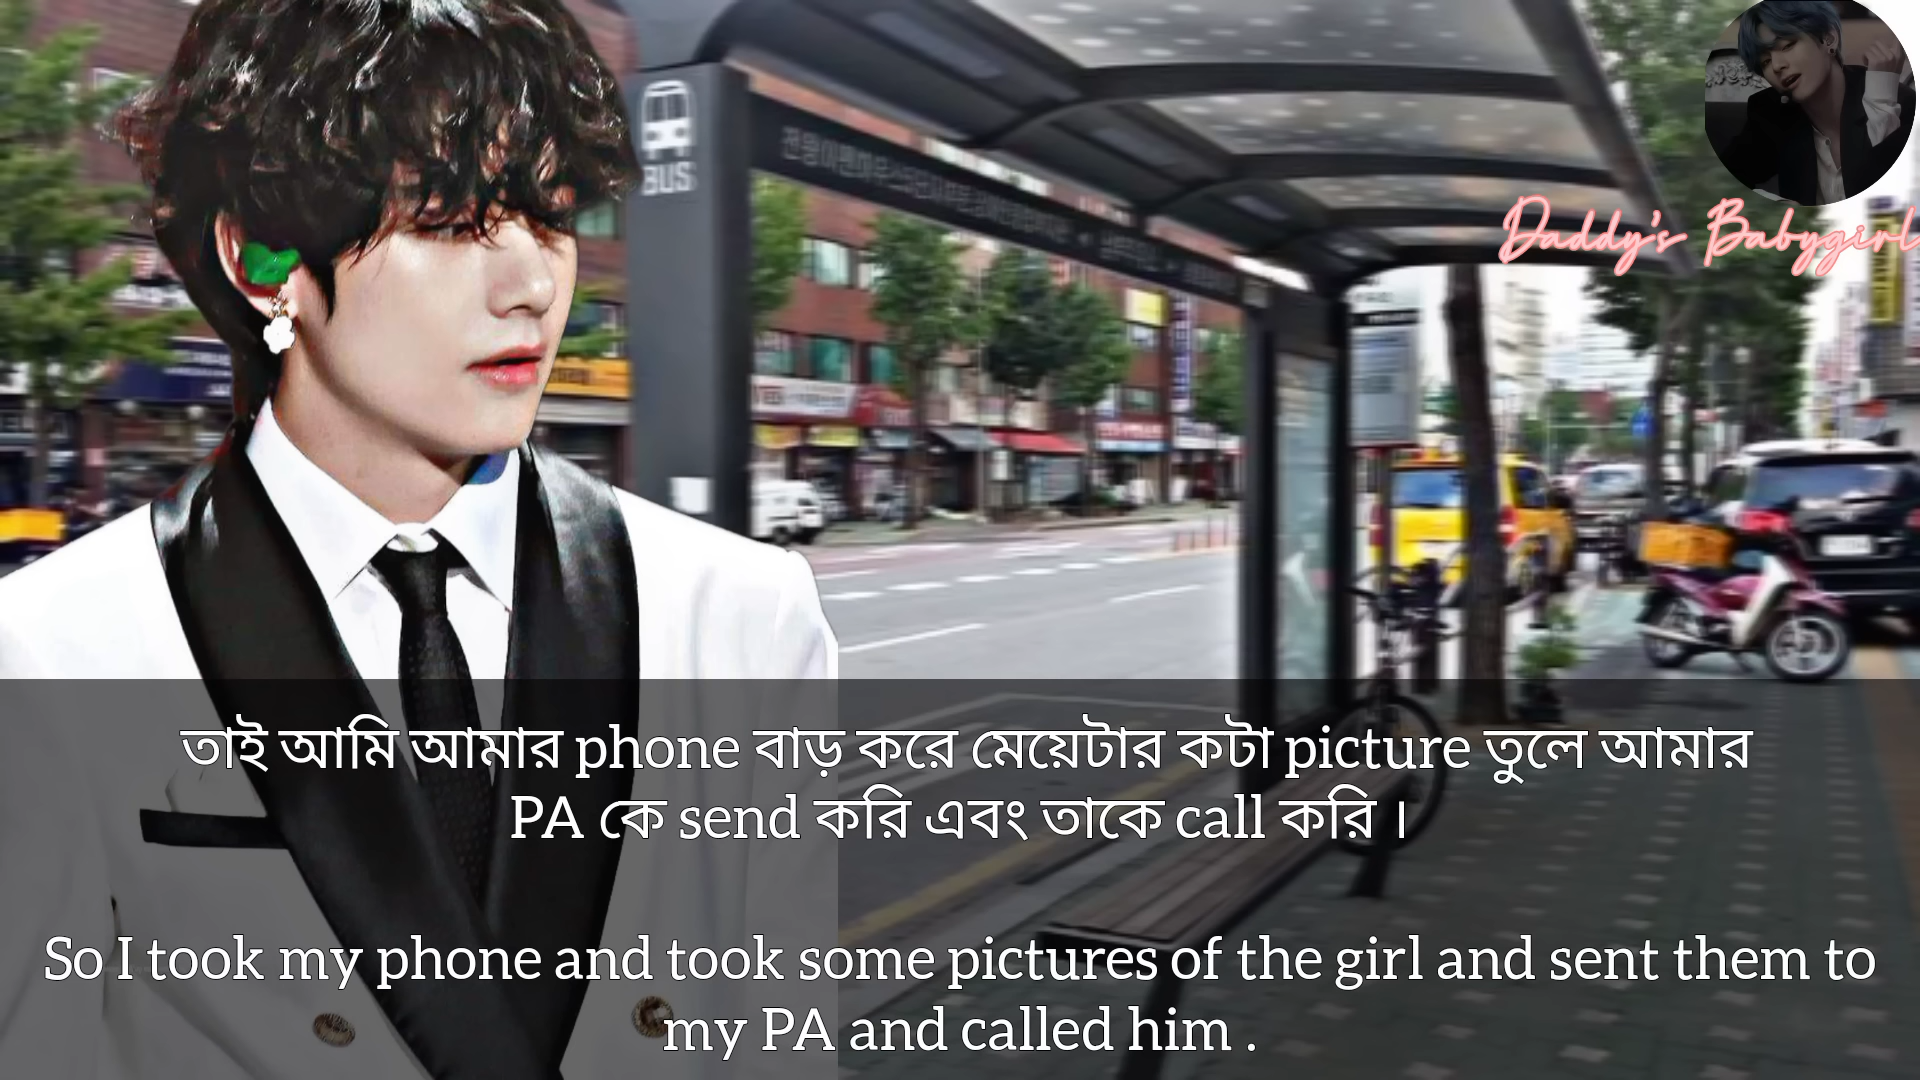 BUS
Daddy's Babygirl
তাই আমি আমার phone বাড় করে মেয়েটার কটা picture তুলে আমার
PA কে send করি এবং তাকে call করি ।
So I took my phone and took some pictures of the girl and sent them to
my PA and called him .